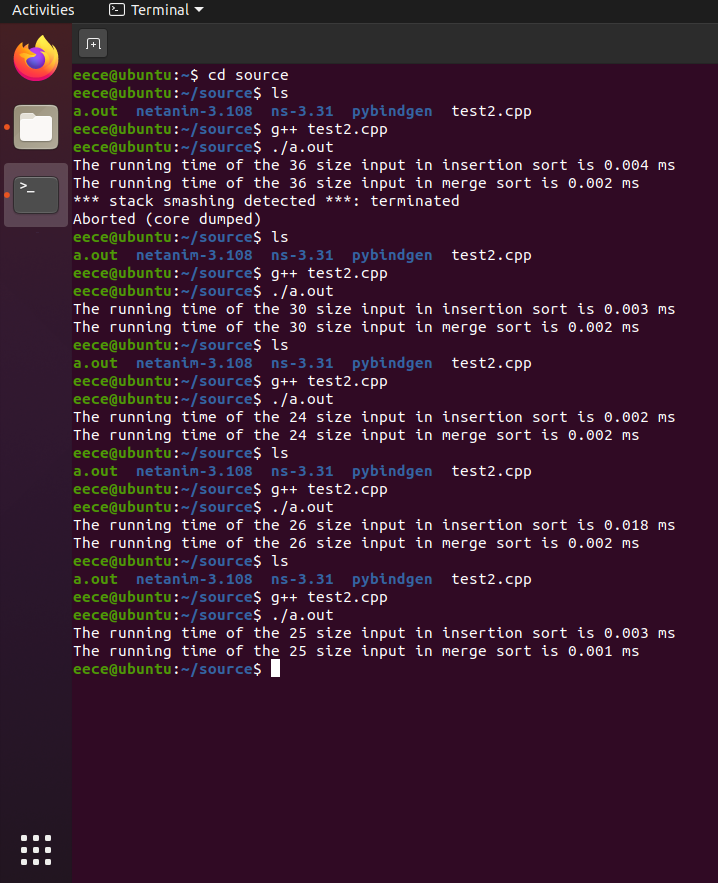 Activities Terminal
eece@ubuntu:~$ cd source
eece@ubuntu:~/source$ ls
a.out  netanim-3.108  ns-3.31  pybindgen  test2.cpp
eece@ubuntu:~/source$ g++ test2.cpp
eece@ubuntu:~/source$ ./a.out
The running time of the 36 size input in insertion sort is 0.004 ms
The running time of the 36 size input in merge sort is 0.002 ms
*** stack smashing detected ***: terminated
Aborted (core dumped)
eece@ubuntu:~/source$ ls
a.out  netanim-3.108  ns-3.31  pybindgen  test2.cpp
eece@ubuntu:~/source$ g++ test2.cpp
eece@ubuntu:~/source$ ./a.out
The running time of the 30 size input in insertion sort is 0.003 ms
The running time of the 30 size input in merge sort is 0.002 ms
eece@ubuntu:~/source$ ls
a.out  netanim-3.108  ns-3.31  pybindgen  test2.cpp
eece@ubuntu:~/source$ g++ test2.cpp
eece@ubuntu:~/source$ ./a.out
The running time of the 24 size input in insertion sort is 0.002 ms
The running time of the 24 size input in merge sort is 0.002 ms
eece@ubuntu:~/source$ ls
a.out  netanim-3.108  ns-3.31  pybindgen  test2.cpp
eece@ubuntu:~/source$ g++ test2.cpp
eece@ubuntu:~/source$ ./a.out
The running time of the 26 size input in insertion sort is 0.018 ms
The running time of the 26 size input in merge sort is 0.002 ms
eece@ubuntu:~/source$ ls
a.out  netanim-3.108  ns-3.31  pybindgen  test2.cpp
eece@ubuntu:~/source$ g++ test2.cpp
eece@ubuntu:~/source$ ./a.out
The running time of the 25 size input in insertion sort is 0.003 ms
The running time of the 25 size input in merge sort is 0.001 ms
eece@ubuntu:~/source$